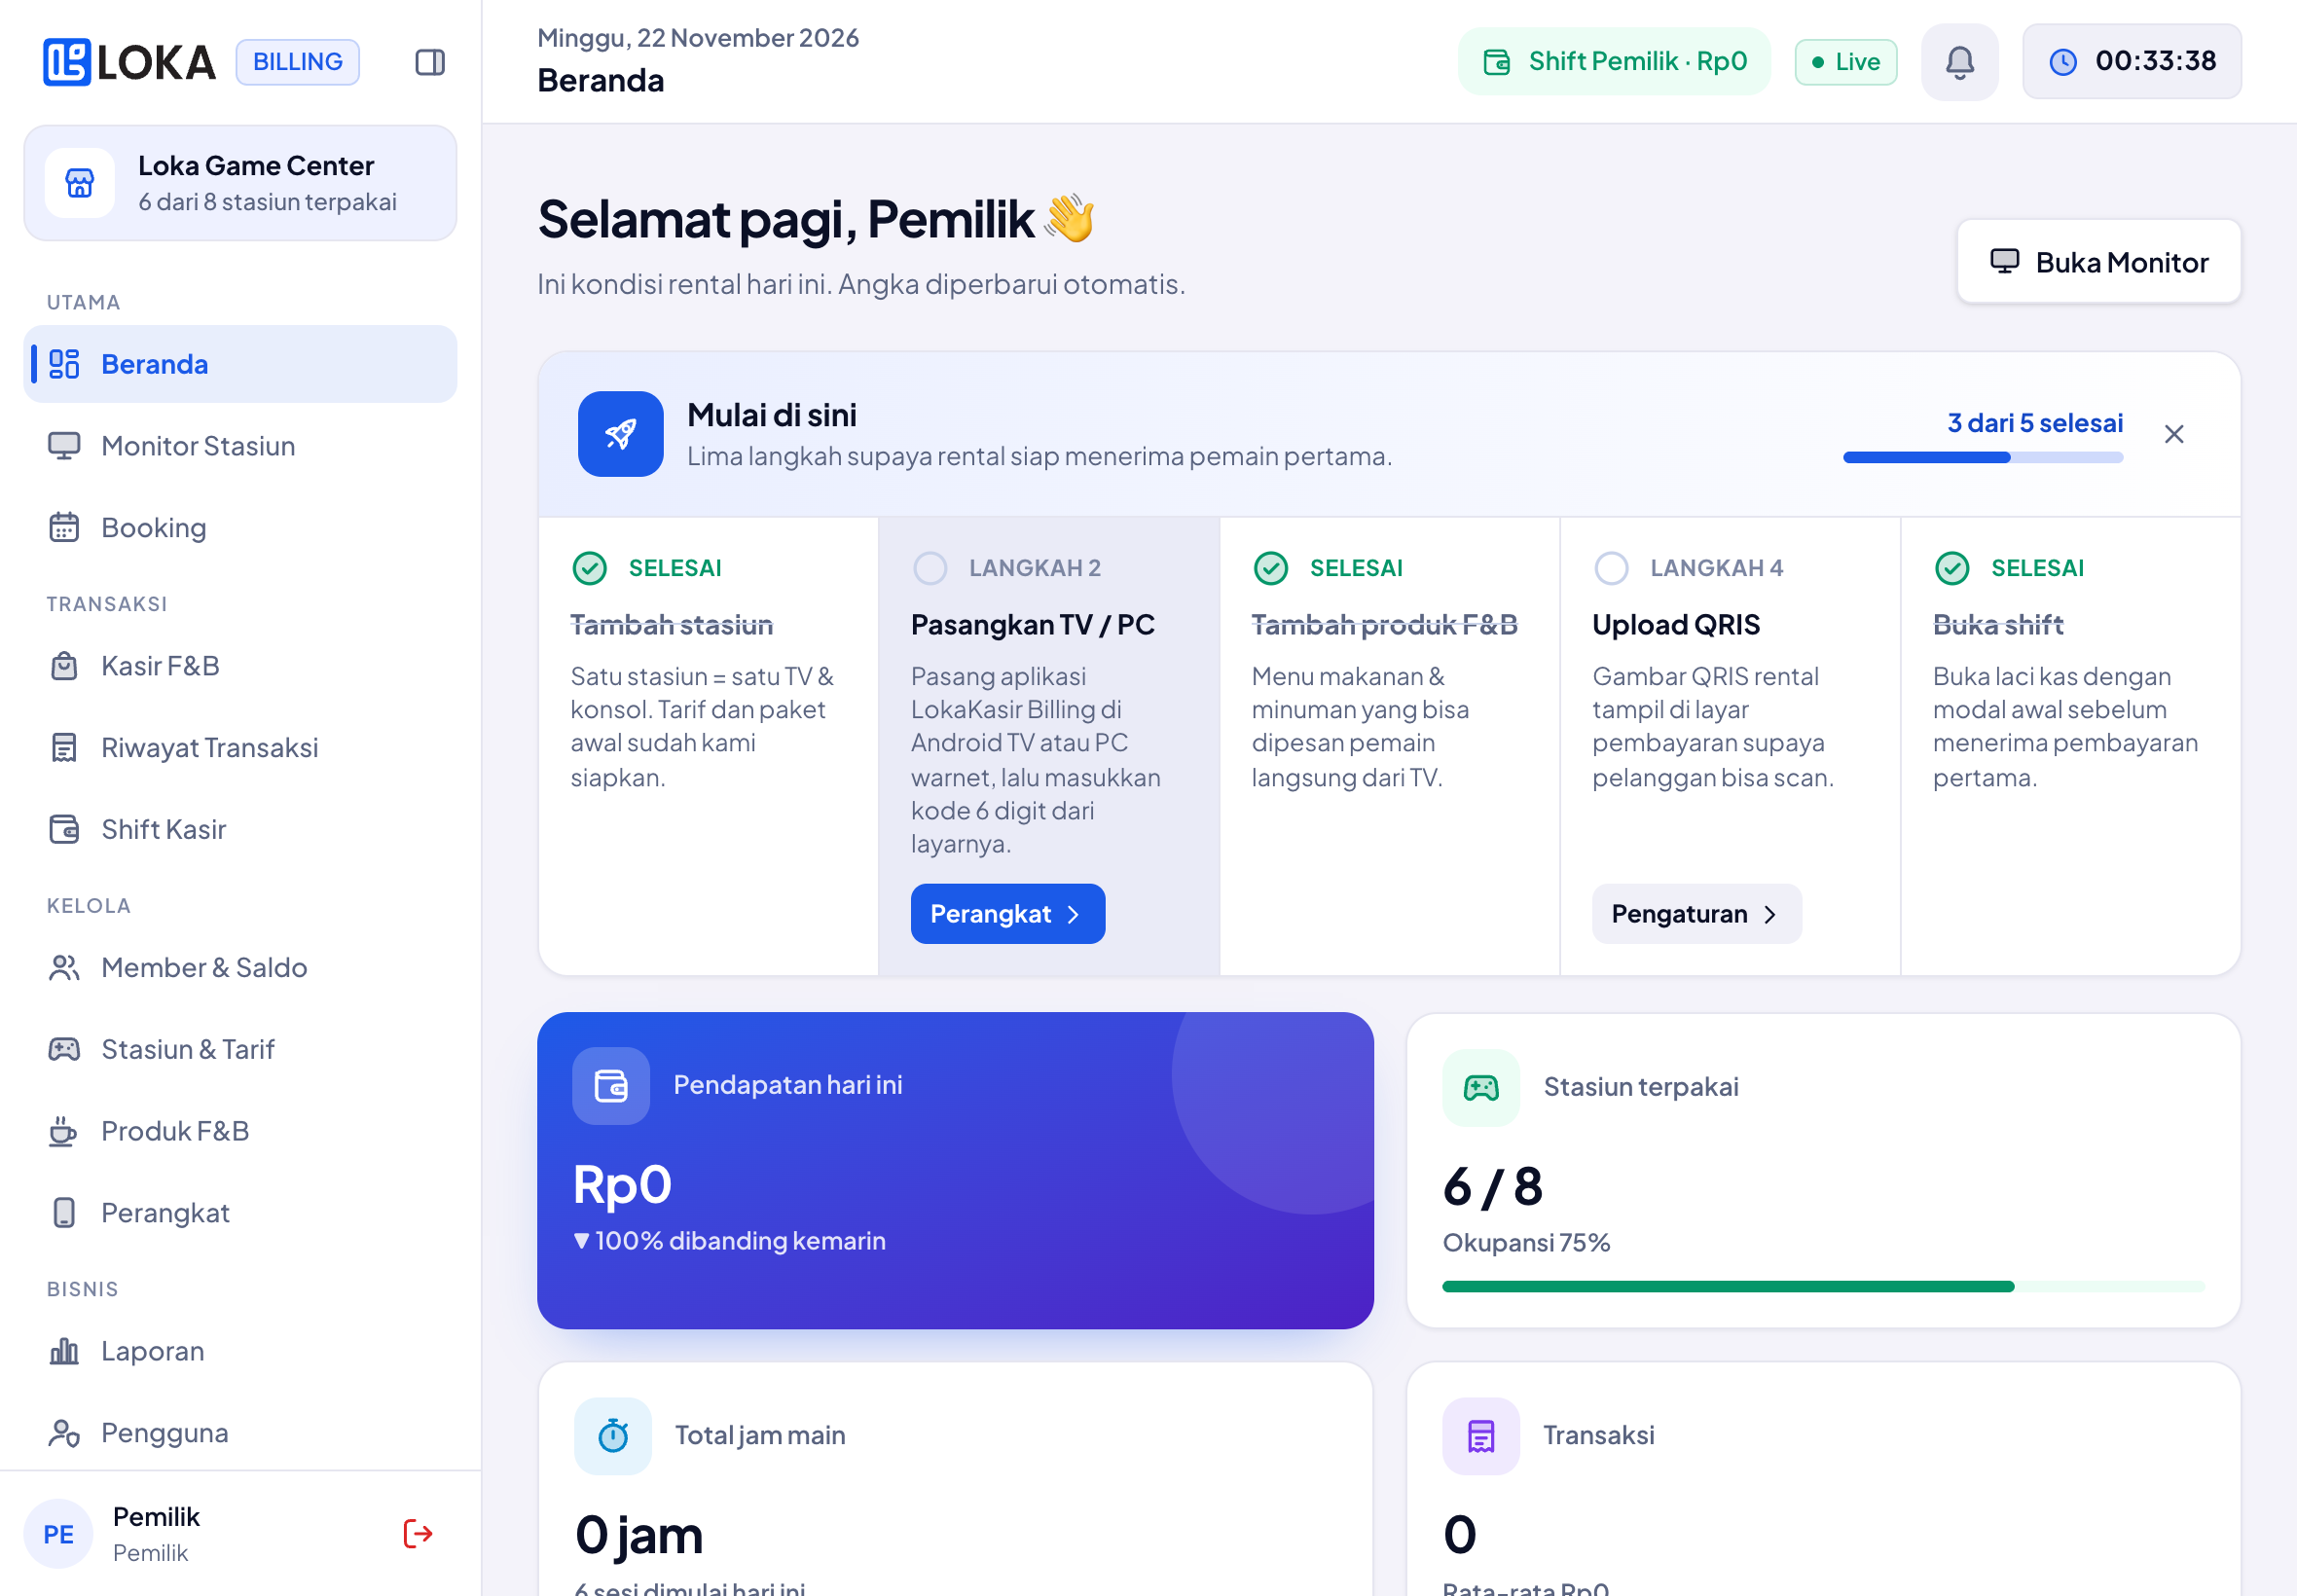 LOKA
BILLING
Loka Game Center
6 dari 8 stasiun terpakai
UTAMA
Beranda
Monitor Stasiun
Booking
TRANSAKSI
Kasir F&B
Riwayat Transaksi
Shift Kasir
KELOLA
Member & Saldo
Stasiun & Tarif
Produk F&B
Perangkat
BISNIS
Laporan
Pengguna
PE
Pemilik
Pemilik
Minggu, 22 November 2026
Beranda
Shift Pemilik · Rp0
Live
00:33:38
Selamat pagi, Pemilik 👋
Ini kondisi rental hari ini. Angka diperbarui otomatis.
Buka Monitor
Mulai di sini
Lima langkah supaya rental siap menerima pemain pertama.
3 dari 5 selesai
SELESAI
Tambah stasiun
Satu stasiun = satu TV &
konsol. Tarif dan paket
awal sudah kami
siapkan.
LANGKAH 2
Pasangkan TV / PC
Pasang aplikasi
LokaKasir Billing di
Android TV atau PC
warnet, lalu masukkan
kode 6 digit dari
layarnya.
Perangkat
SELESAI
Tambah produk F&B
Menu makanan &
minuman yang bisa
dipesan pemain
langsung dari TV.
LANGKAH 4
Upload QRIS
Gambar QRIS rental
tampil di layar
pembayaran supaya
pelanggan bisa scan.
Pengaturan
SELESAI
Buka shift
Buka laci kas dengan
modal awal sebelum
menerima pembayaran
pertama.
Pendapatan hari ini
Rp0
▼ 100% dibanding kemarin
Stasiun terpakai
6 / 8
Okupansi 75%
Total jam main
0 jam
6 sesi dimulai hari ini
Transaksi
0
Rata-rata Rp0